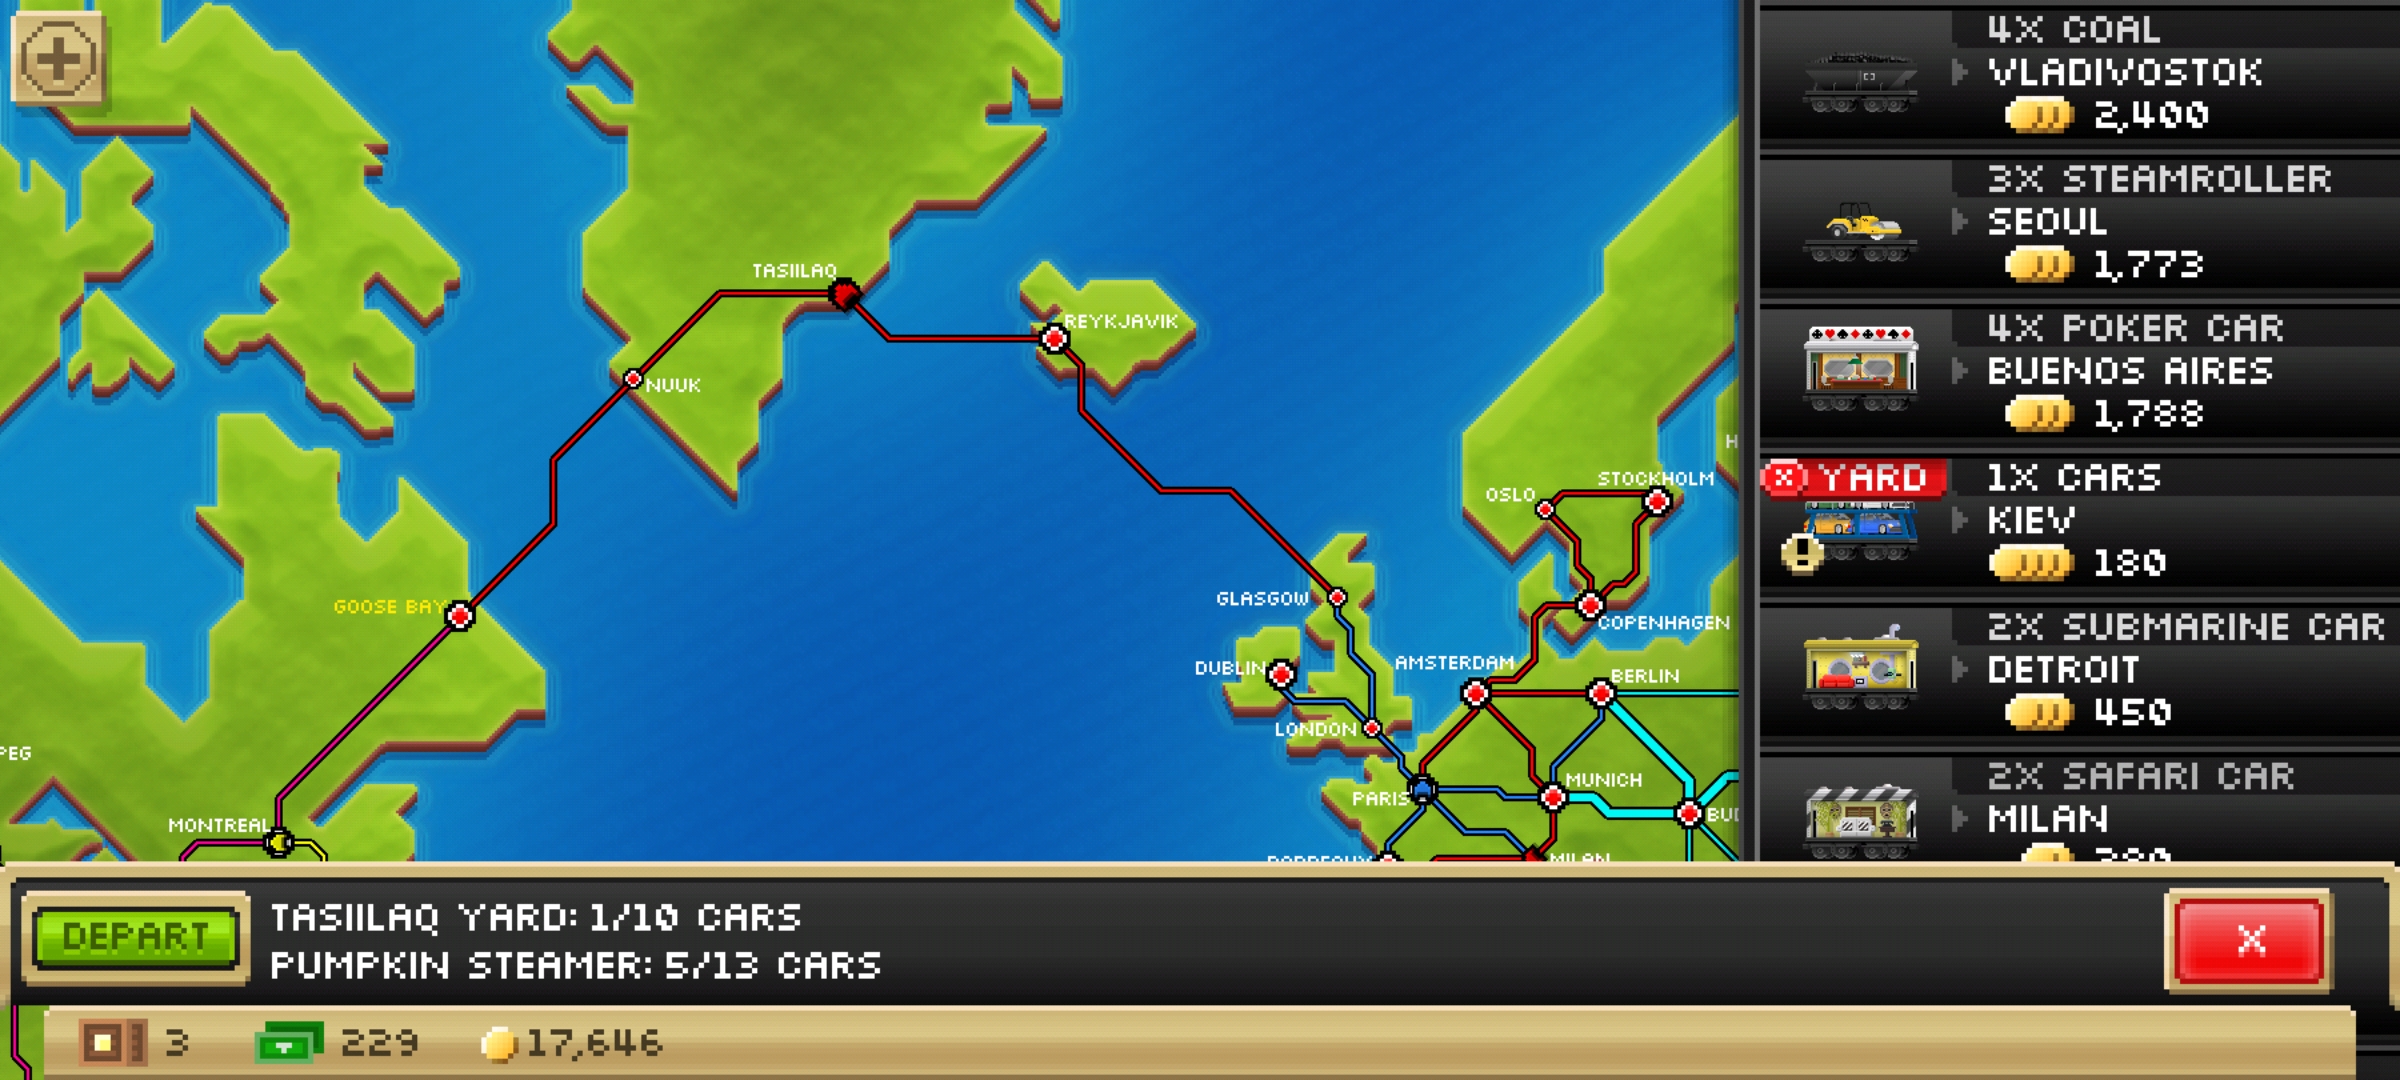 TASIILAQ
REYKJAVIK
NUUK
GOOSE BAY
MONTREAL
GLASGOW
DUBLIN
LONDON
OSLO
STOCKHOLM
COPENHAGEN
AMSTERDAM
BERLIN
PARIS
MUNICH
MILAN
4X COAL
VLADIVOSTOK
2,400
3X STEAMROLLER
SEOUL
1,773
4X POKER CAR
BUENOS AIRES
1,788
YARD
1X CARS
KIEV
180
2X SUBMARINE CAR
DETROIT
450
2X SAFARI CAR
MILAN
DEPART
TASIILAQ YARD: 1/10 CARS
PUMPKIN STEAMER: 5/13 CARS
X
3
229
17,646